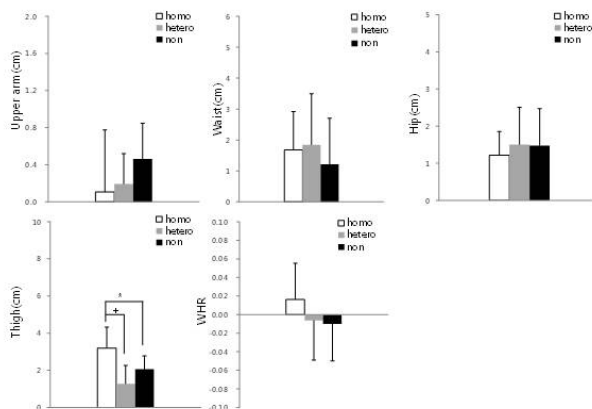 Upper arm(cm)
2.0
1.6
1.2
0.8
0.4
0.0
homo
hetero
non
Waist(cm)
6
5
4
3
2
1
0
homo
hetero
non
Hip(cm)
5
4
3
2
1
0
homo
hetero
non
Thigh(cm)
10
8
6
4
2
0
homo
hetero
non
*
+
WHR
0.10
0.08
0.06
0.04
0.02
0.00
-0.02
-0.04
-0.06
-0.08
-0.10
homo
hetero
non